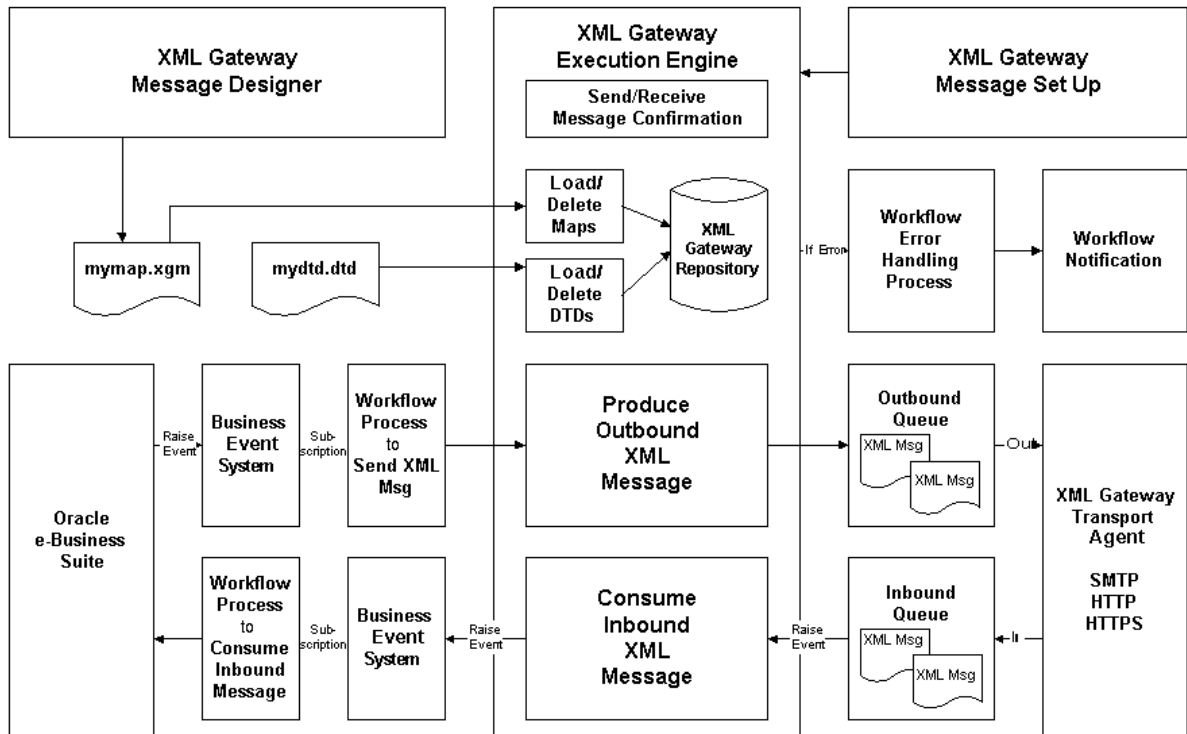 XML Gateway
Message Designer
XML Gateway
Execution Engine
Send/Receive
Message Confirmation
XML Gateway
Message Set Up
mymap.xgm
mydtd.dtd
Load/
Delete
Maps
Load/
Delete
DTDs
XML
Gateway
Repository
If Error
Workflow
Error
Handling
Process
Workflow
Notification
Oracle
e-Business
Suite
Raise
Event
Business
Event
System
Sub-
scription
Workflow
Process
to
Send XML
Msg
Produce
Outbound
XML
Message
Outbound
Queue
XML Msg
XML Msg
Out
XML Gateway
Transport
Agent
SMTP
HTTP
HTTPS
Workflow
Process
to
Consume
Inbound
Message
Sub-
scription
Business
Event
System
Raise
Event
Consume
Inbound
XML
Message
Raise
Event
Inbound
Queue
XML Msg
XML Msg
In